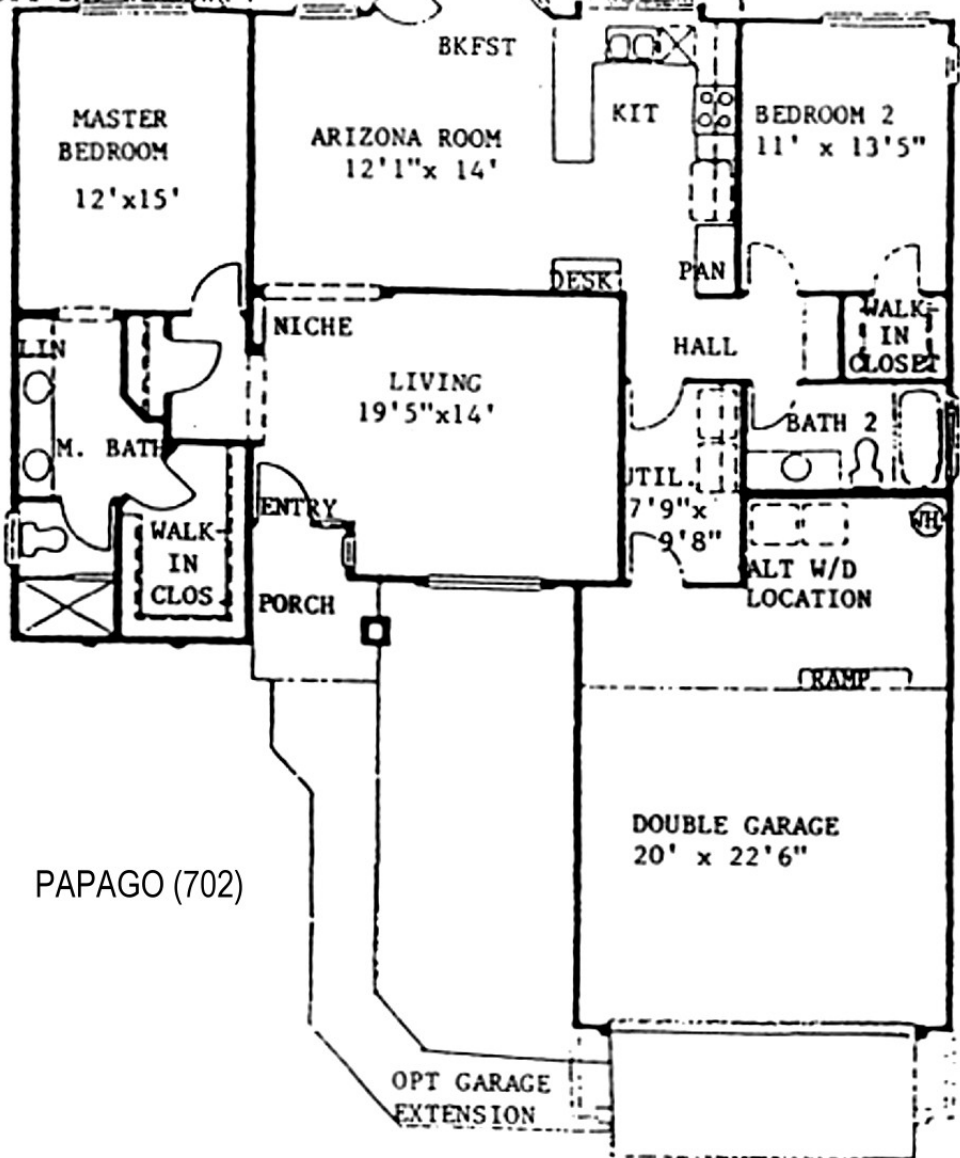 BKFST
KIT
MASTER
BEDROOM
12'x15'
ARIZONA ROOM
12'1"x 14'
BEDROOM 2
11' x 13'5"
DESK
PAN
NICHE
HALL
WALK-
IN
CLOSET
LIN
LIVING
19'5"x14'
BATH 2
M. BATH
ENTRY
UTIL.
7'9"x
9'8"
WH
WALK-
IN
CLOS
PORCH
ALT W/D
LOCATION
RAMP
DOUBLE GARAGE
20' x 22'6"
PAPAGO (702)
OPT GARAGE
EXTENSION